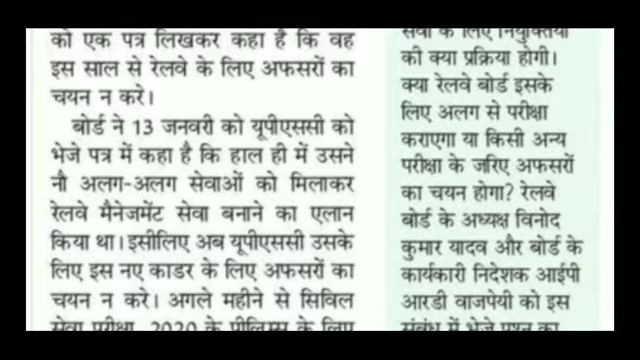 को एक पत्र लिखकर कहा है कि वह
इस साल से रेलवे के लिए अफसरों का
चयन न करे।
बोर्ड ने 13 जनवरी को यूपीएससी को
भेजे पत्र में कहा है कि हाल ही में उसने
नौ अलग-अलग सेवाओं को मिलाकर
रेलवे मैनेजमेंट सेवा बनाने का एलान
किया था। इसीलिए अब यूपीएससी उसके
लिए इस नए काडर के लिए अफसरों का
चयन न करे। अगले महीने से सिविल
सेवा परीक्षा, 2020 के प्रीलिम्स के लिए
सेवा के लिए नियुक्तियों
की क्या प्रक्रिया होगी।
क्या रेलवे बोर्ड इसके
लिए अलग से परीक्षा
कराएगा या किसी अन्य
परीक्षा के जरिए अफसरों
का चयन होगा? रेलवे
बोर्ड के अध्यक्ष विनोद
कुमार यादव और बोर्ड के
कार्यकारी निदेशक आईपी
आरडी वाजपेयी को इस
संबंध में भेजे प्रश्न का